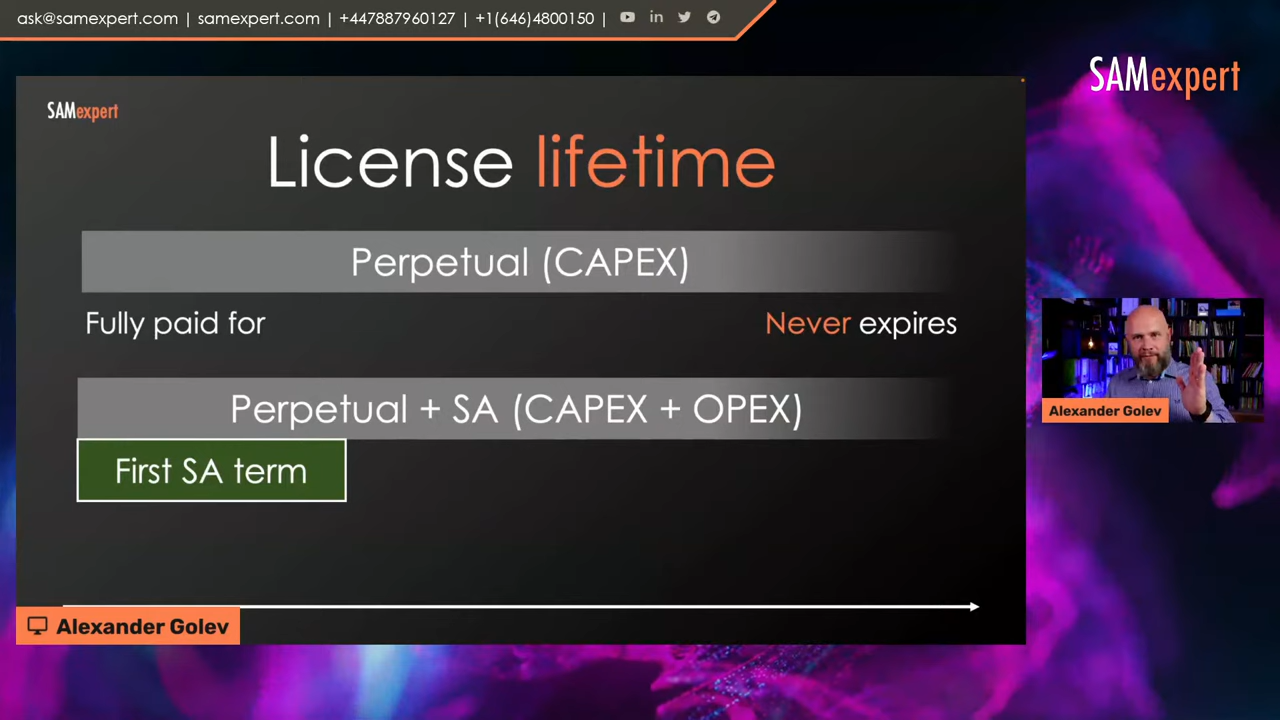 ask@samexpert.com | samexpert.com | +447887960127 | +1(646)4800150 |
SAMexpert
SAMexpert
License lifetime
Perpetual (CAPEX)
Fully paid for
Never expires
Perpetual + SA (CAPEX + OPEX)
First SA term
Alexander Golev
Alexander Golev